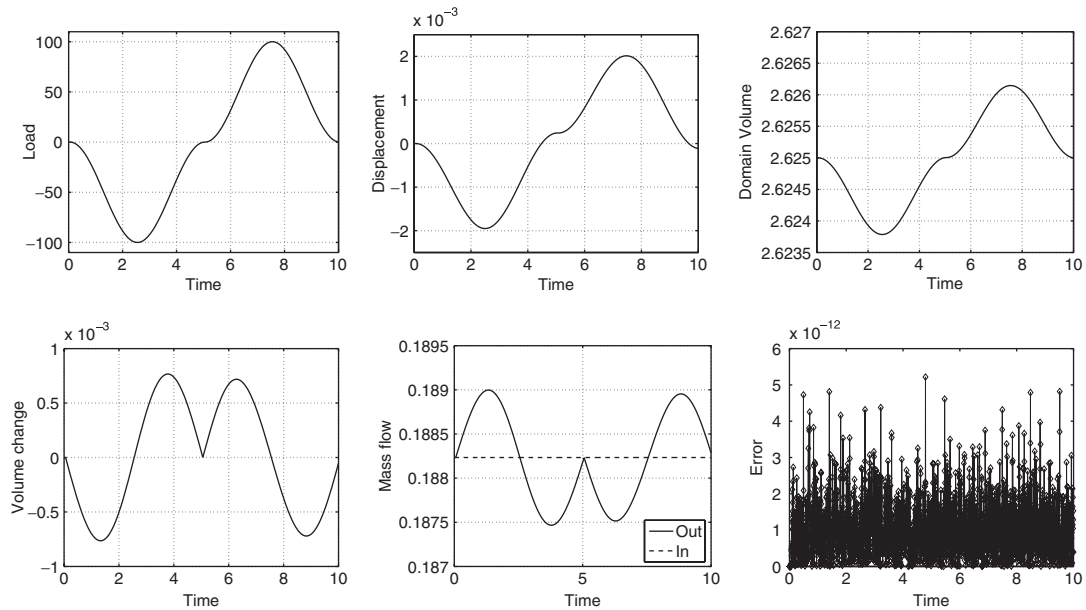 100
50
0
−50
−100
Load
0 2 4 6 8 10
Time
x 10−3
2
1
0
−1
−2
Displacement
0 2 4 6 8 10
Time
2.627
2.6265
2.626
2.6255
2.625
2.6245
2.624
2.6235
Domain Volume
0 2 4 6 8 10
Time
x 10−3
1
0.5
0
−0.5
−1
Volume change
0 2 4 6 8 10
Time
0.1895
0.189
0.1885
0.188
0.1875
0.187
Mass flow
Out
In
0 5 10
Time
x 10−12
6
5
4
3
2
1
0
Error
0 2 4 6 8 10
Time